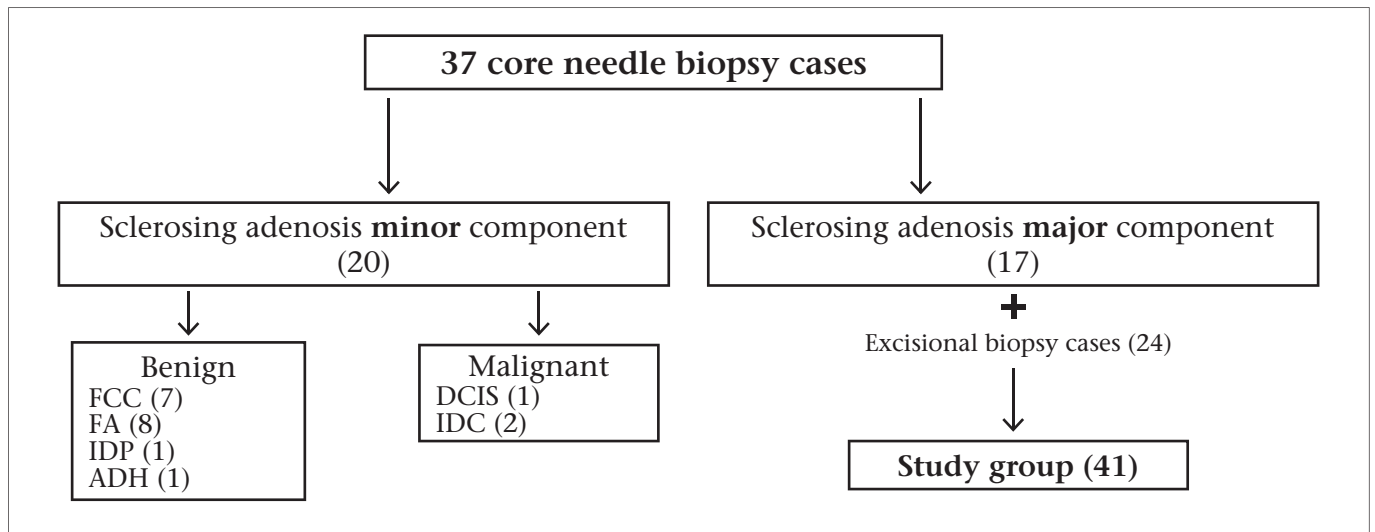 37 core needle biopsy cases
Sclerosing adenosis minor component
(20)
Benign
FCC (7)
FA (8)
IDP (1)
ADH (1)
Malignant
DCIS (1)
IDC (2)
Sclerosing adenosis major component
(17)
+
Excisional biopsy cases (24)
Study group (41)